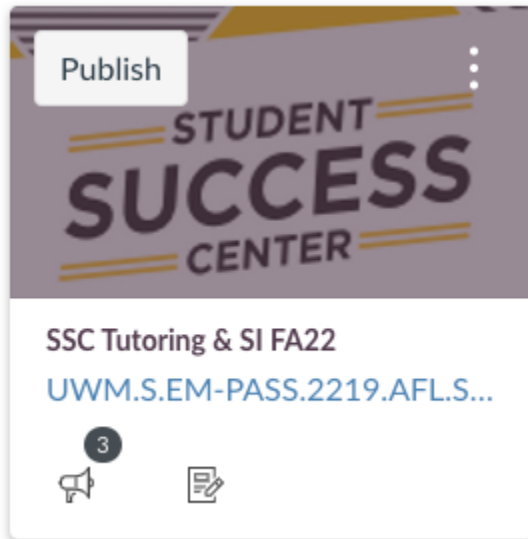 Publish
STUDENT
SUCCESS
CENTER
SSC Tutoring & SI FA22
UWM.S.EM-PASS.2219.AFL.S...
3